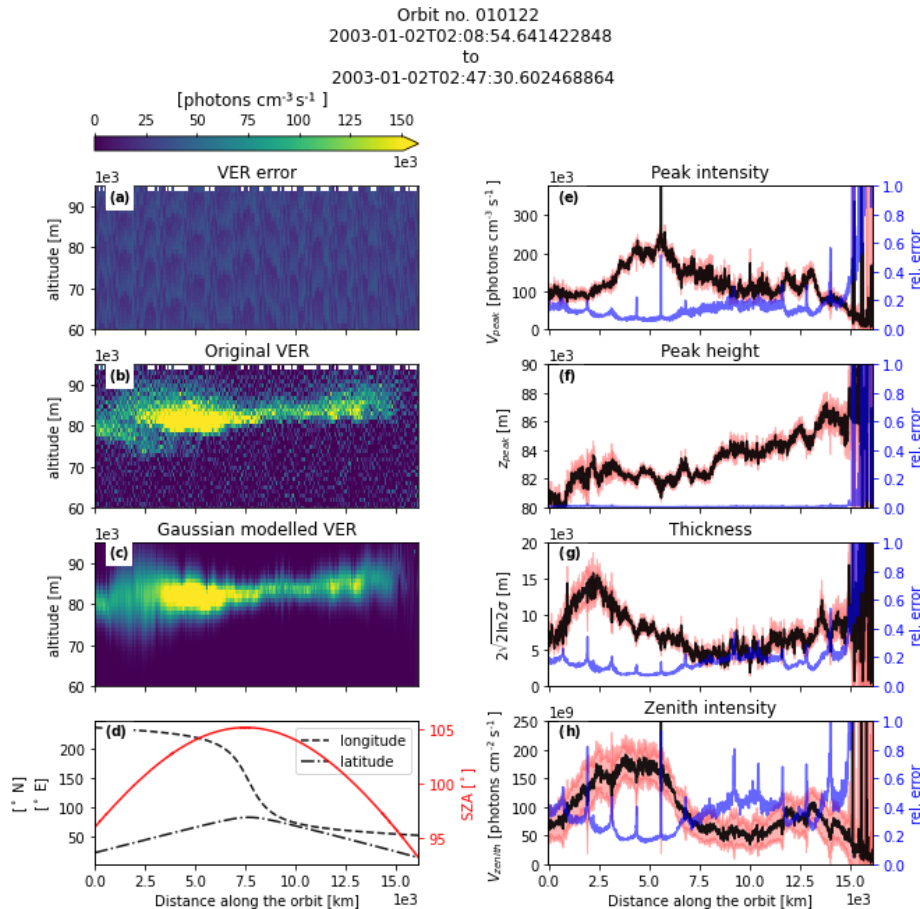 Orbit no. 010122
2003-01-02T02:08:54.641422848
to
2003-01-02T02:47:30.602468864
[photons cm⁻³s⁻¹ ]
0 25 50 75 100 125 150
1e3
VER error
1e3
(a)
altitude [m]
90
80
70
60
Original VER
1e3
(b)
altitude [m]
90
80
70
60
Gaussian modelled VER
1e3
(c)
altitude [m]
90
80
70
60
(d)
longitude
latitude
[° N]
[° E]
200
150
100
50
SZA [°]
105
100
95
0.0 2.5 5.0 7.5 10.0 12.5 15.0
Distance along the orbit [km]
1e3
Peak intensity
1e3
(e)
V_peak [photons cm⁻³ s⁻¹]
300
200
100
0
1.0
0.8
0.6
0.4
0.2
0.0
rel. error
Peak height
1e3
(f)
z_peak [m]
90
88
86
84
82
80
1.0
0.8
0.6
0.4
0.2
0.0
rel. error
Thickness
1e3
(g)
2√2ln2σ [m]
20
15
10
5
0
1.0
0.8
0.6
0.4
0.2
0.0
rel. error
Zenith intensity
1e9
(h)
V_zenith [photons cm⁻² s⁻¹]
250
200
150
100
50
0
1.0
0.8
0.6
0.4
0.2
0.0
rel. error
0.0 2.5 5.0 7.5 10.0 12.5 15.0
Distance along the orbit [km]
1e3